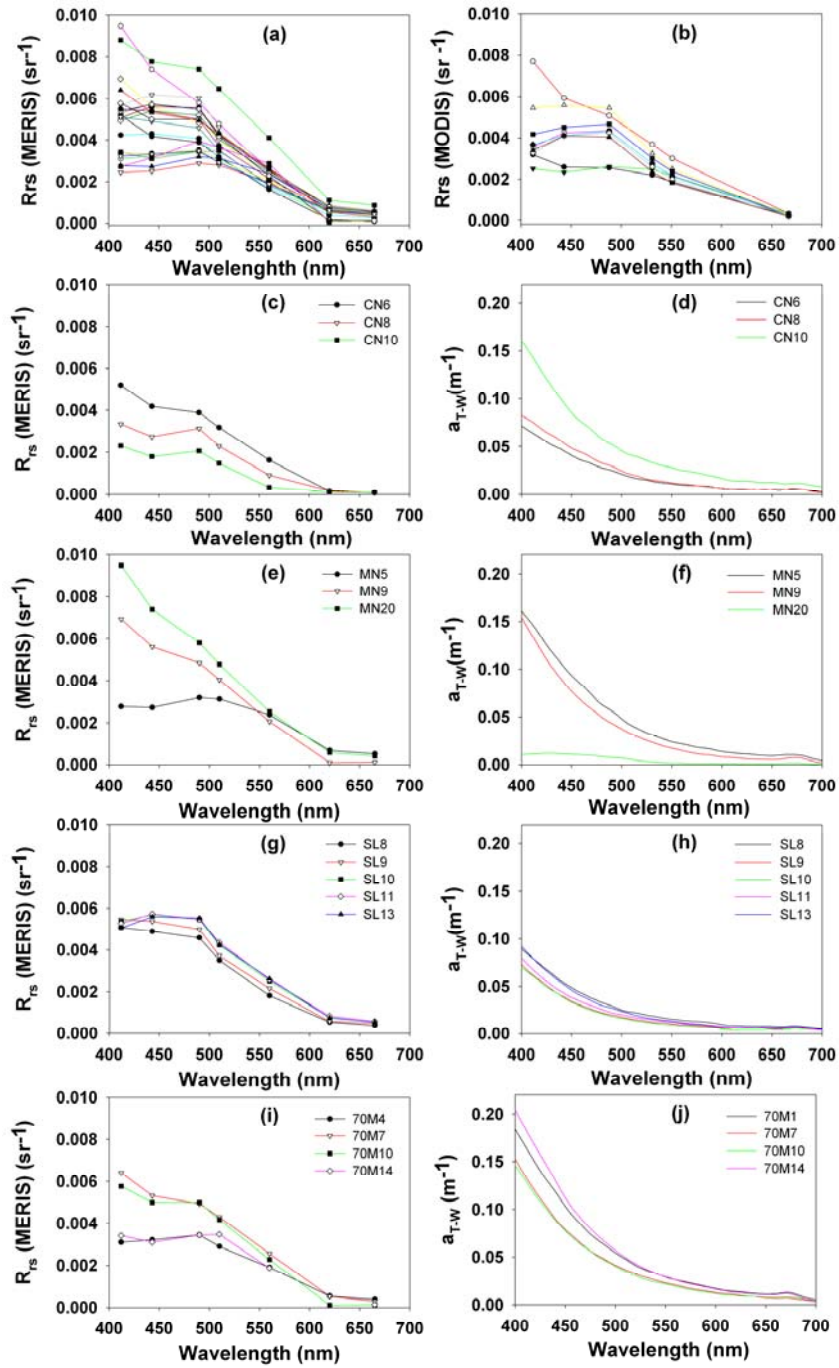 (a)
Rrs (MERIS) (sr-1)
0.010
0.008
0.006
0.004
0.002
0.000
400 450 500 550 600 650 700
Wavelenghth (nm)
(b)
Rrs (MODIS) (sr-1)
0.010
0.008
0.006
0.004
0.002
0.000
400 450 500 550 600 650 700
Wavelength (nm)
(c)
CN6
CN8
CN10
Rrs (MERIS) (sr-1)
0.010
0.008
0.006
0.004
0.002
0.000
400 450 500 550 600 650 700
Wavelength (nm)
(d)
CN6
CN8
CN10
aT-W(m-1)
0.20
0.15
0.10
0.05
0.00
400 450 500 550 600 650 700
Wavelength (nm)
(e)
MN5
MN9
MN20
Rrs (MERIS) (sr-1)
0.010
0.008
0.006
0.004
0.002
0.000
400 450 500 550 600 650 700
Wavelength (nm)
(f)
MN5
MN9
MN20
aT-W(m-1)
0.20
0.15
0.10
0.05
0.00
400 450 500 550 600 650 700
Wavelength (nm)
(g)
SL8
SL9
SL10
SL11
SL13
Rrs (MERIS) (sr-1)
0.010
0.008
0.006
0.004
0.002
0.000
400 450 500 550 600 650 700
Wavelength (nm)
(h)
SL8
SL9
SL10
SL11
SL13
aT-W(m-1)
0.20
0.15
0.10
0.05
0.00
400 450 500 550 600 650 700
Wavelength (nm)
(i)
70M4
70M7
70M10
70M14
Rrs (MERIS) (sr-1)
0.010
0.008
0.006
0.004
0.002
0.000
400 450 500 550 600 650 700
Wavelength (nm)
(j)
70M1
70M7
70M10
70M14
aT-W (m-1)
0.20
0.15
0.10
0.05
0.00
400 450 500 550 600 650 700
Wavelength (nm)